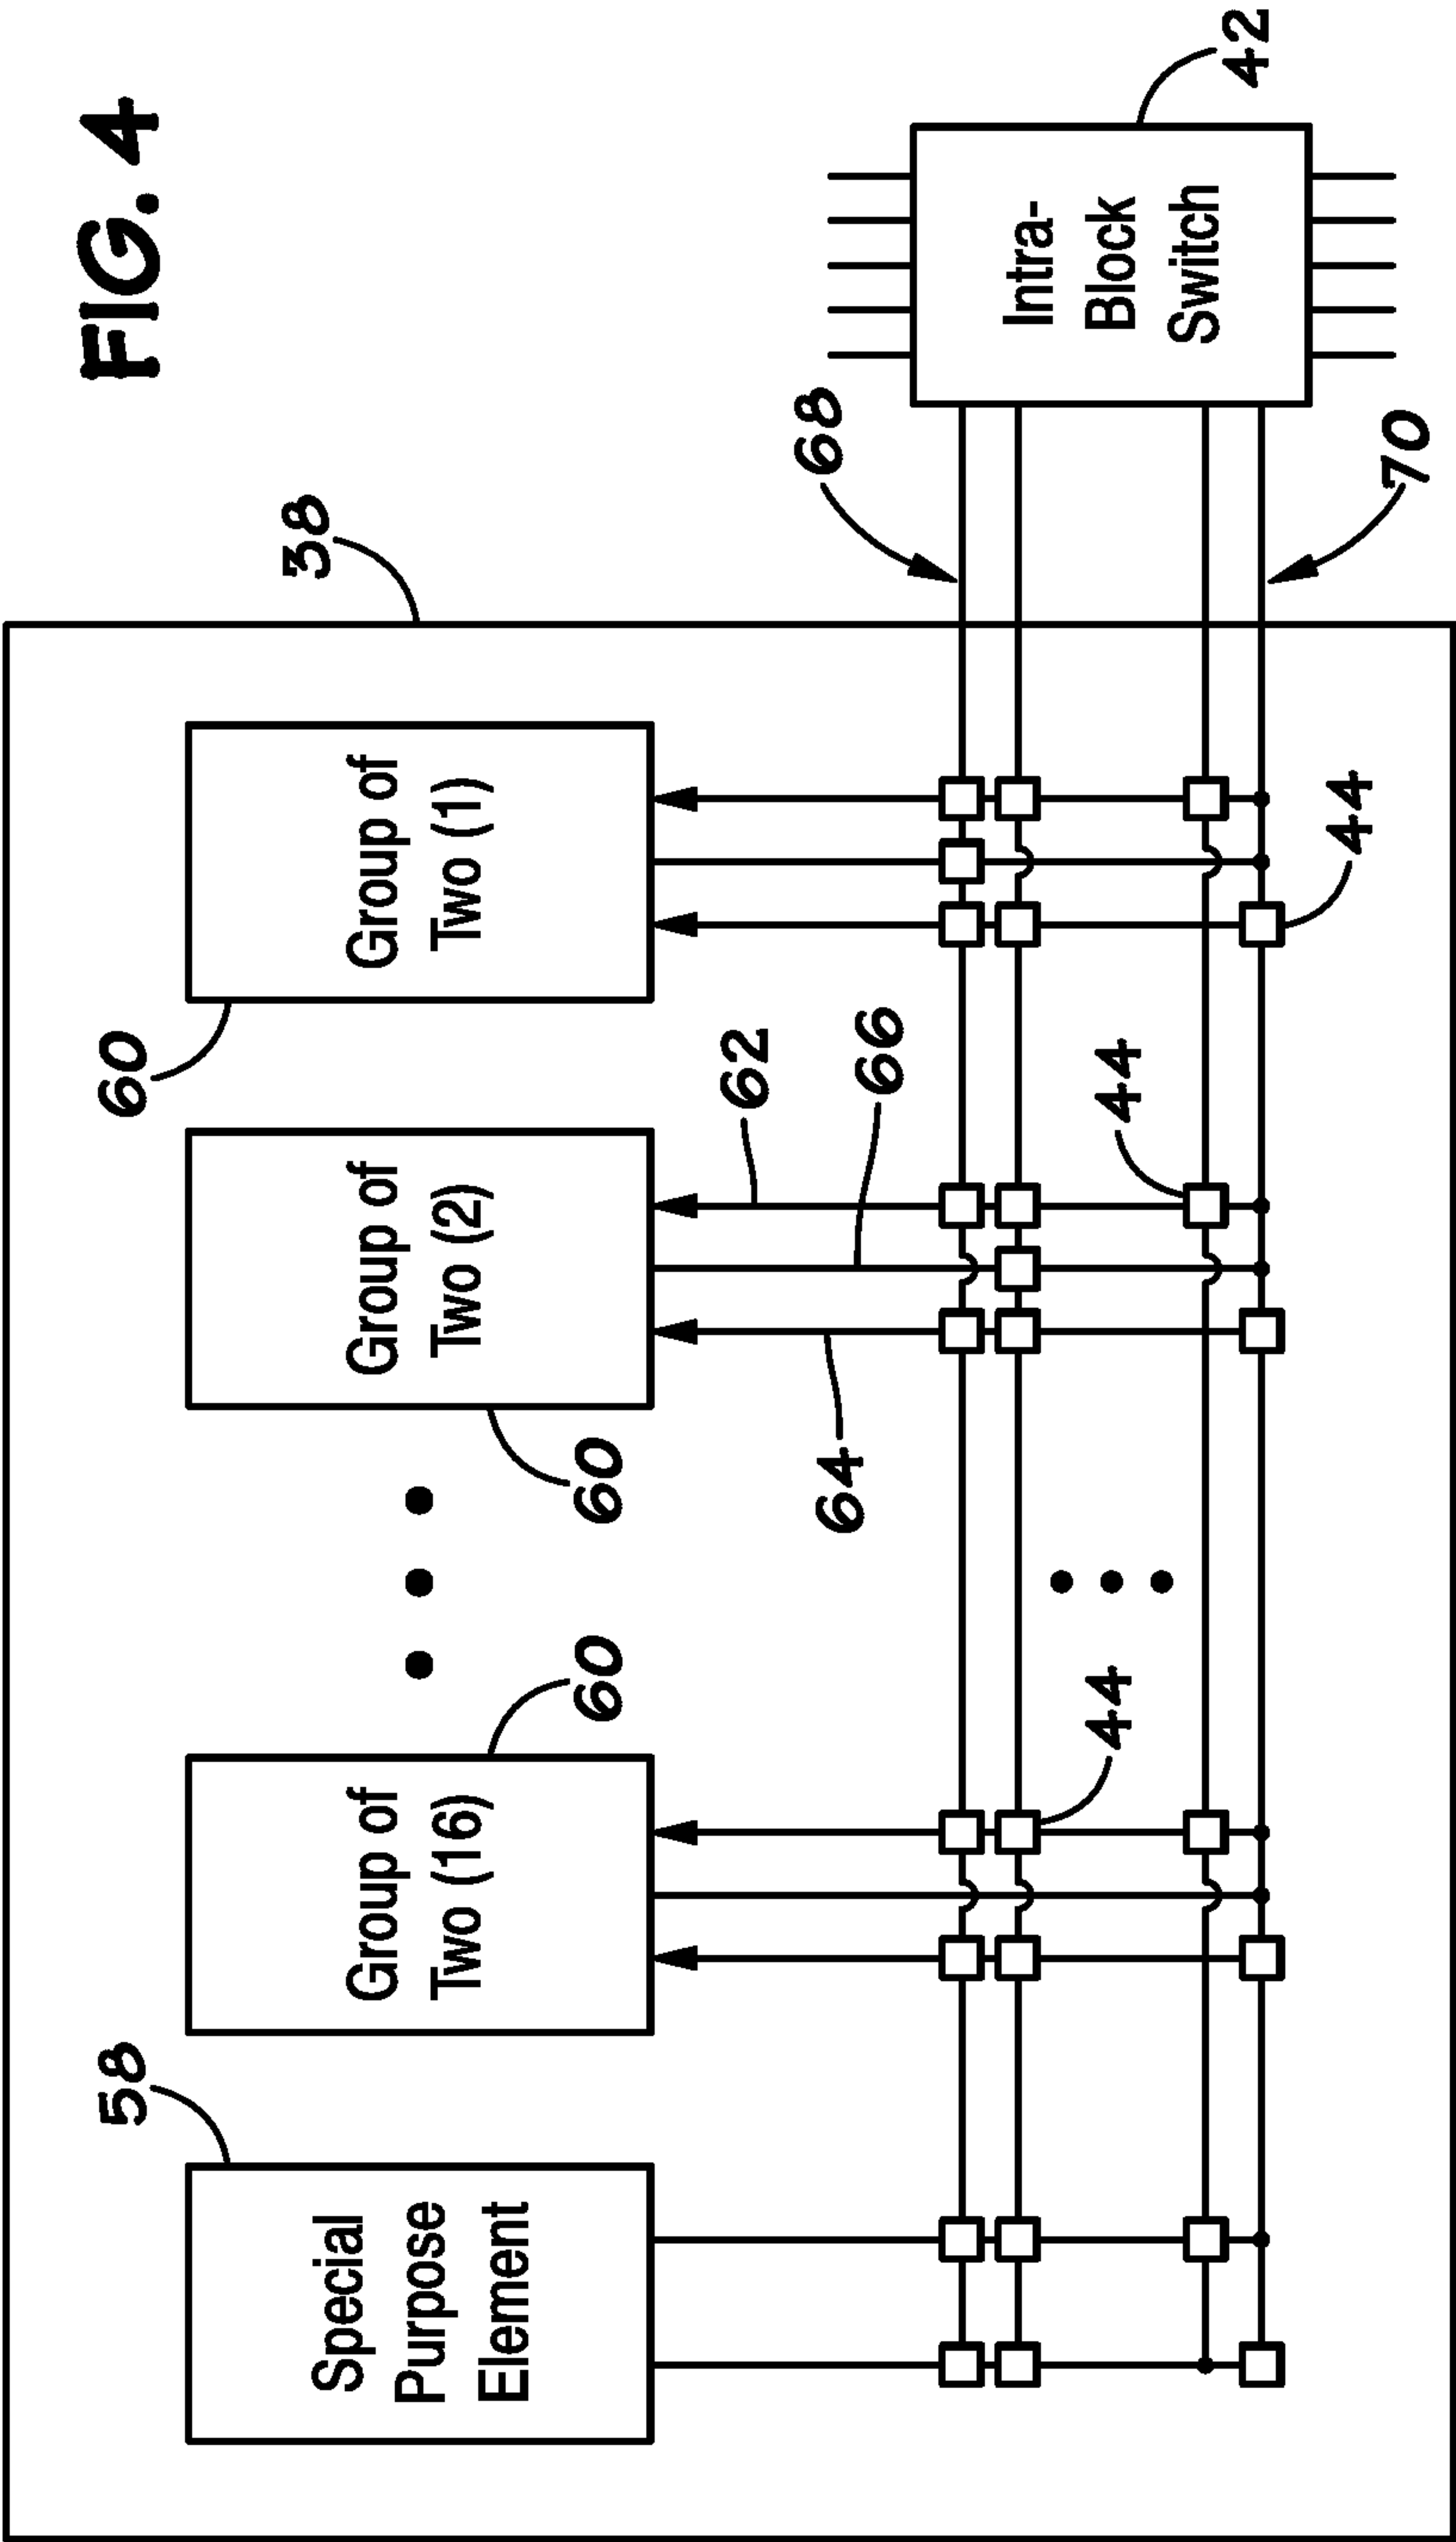 FIG. 4
58
60
38
Special
Purpose
Element
Group of
Two (16)
Group of
Two (2)
Group of
Two (1)
60
60
62
64
66
68
44
44
44
Intra-
Block
Switch
42
70